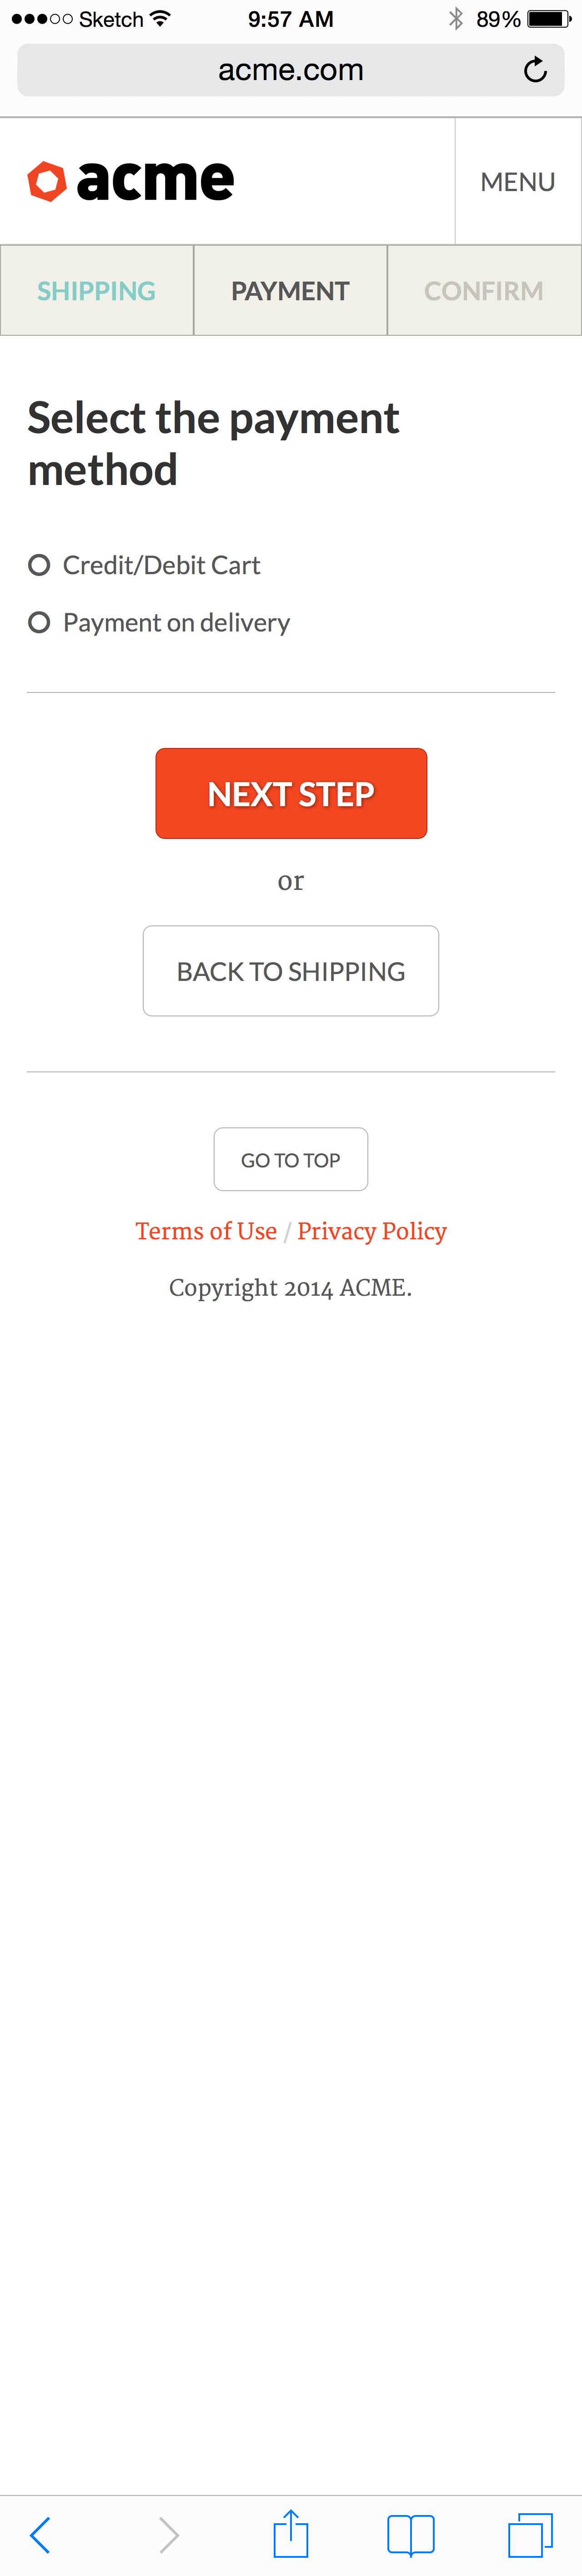 Sketch 9:57 AM 89%
acme.com
acme MENU
SHIPPING PAYMENT CONFIRM
Select the payment
method
Credit/Debit Cart
Payment on delivery
NEXT STEP
or
BACK TO SHIPPING
GO TO TOP
Terms of Use / Privacy Policy
Copyright 2014 ACME.